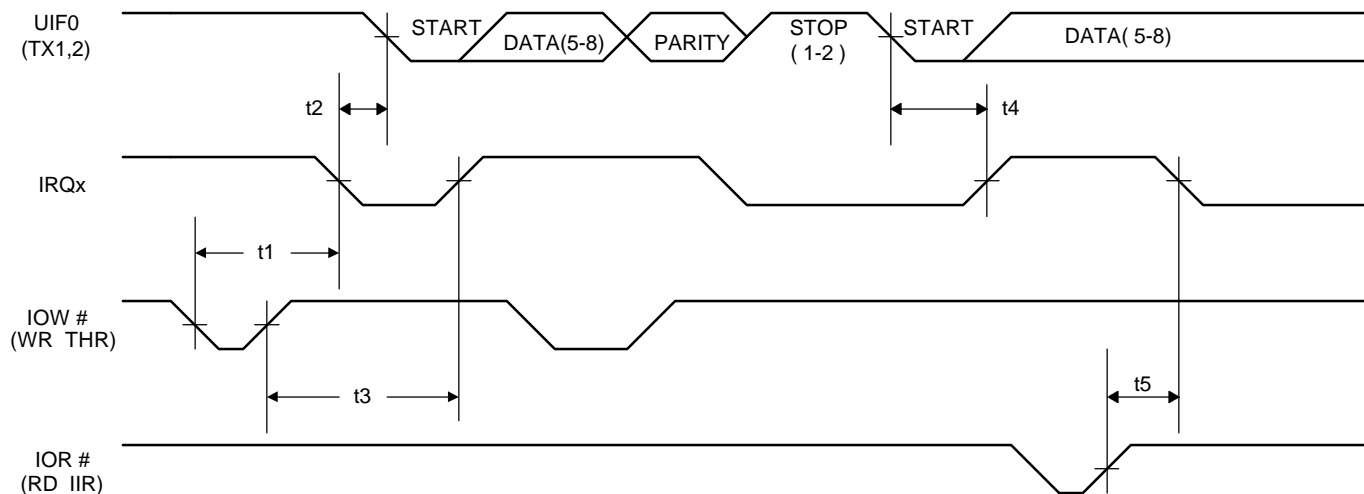 UIF0
(TX1,2)
START
DATA(5-8)
PARITY
STOP
( 1-2 )
START
DATA( 5-8)
t2
t4
IRQx
t1
IOW #
(WR THR)
t3
t5
IOR #
(RD IIR)